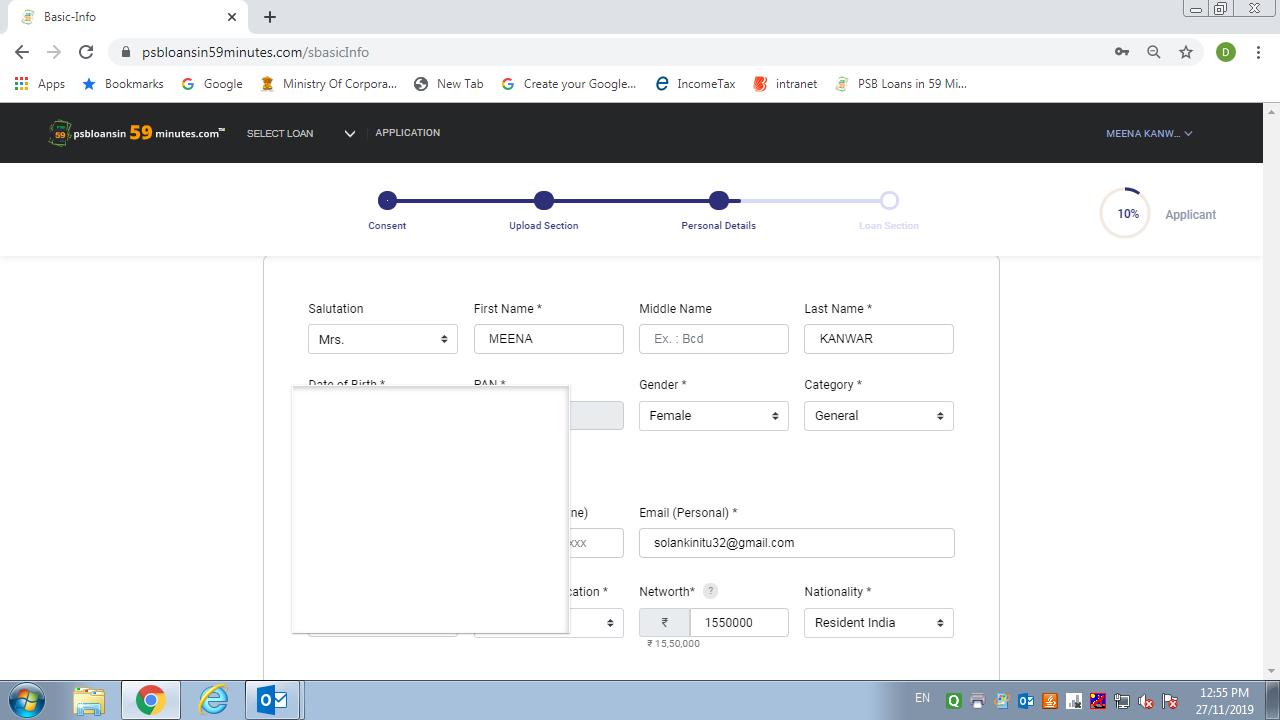 Basic-Info
psbloansin59minutes.com/sbasicInfo
D
Apps Bookmarks Google Ministry Of Corpora... New Tab Create your Google... IncomeTax intranet PSB Loans in 59 Mi...
59 psbloansin 59 minutes.com™ SELECT LOAN APPLICATION MEENA KANW...
Consent Upload Section Personal Details Loan Section 10% Applicant
Salutation First Name * Middle Name Last Name *
Mrs. MEENA Ex. : Bcd KANWAR
Date of Birth * PAN * Gender * Category *
Female General
ne) Email (Personal) *
xxx solankinitu32@gmail.com
cation * Networth* ? Nationality *
₹ 1550000 Resident India
₹ 15,50,000
EN 12:55 PM
27/11/2019